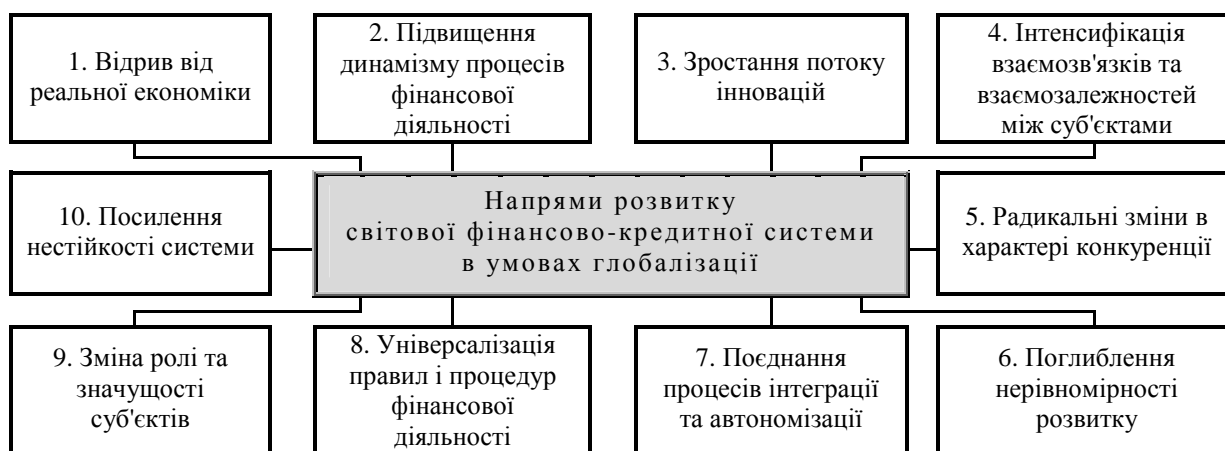 1. Відрив від
реальної економіки
2. Підвищення
динамізму процесів
фінансової
діяльності
3. Зростання потоку
інновацій
4. Інтенсифікація
взаємозв'язків та
взаємозалежностей
між суб'єктами
10. Посилення
нестійкості системи
Напрями розвитку
світової фінансово-кредитної системи
в умовах глобалізації
5. Радикальні зміни в
характері конкуренції
9. Зміна ролі та
значущості
суб'єктів
8. Універсалізація
правил і процедур
фінансової
діяльності
7. Поєднання
процесів інтеграції
та автономізації
6. Поглиблення
нерівномірності
розвитку